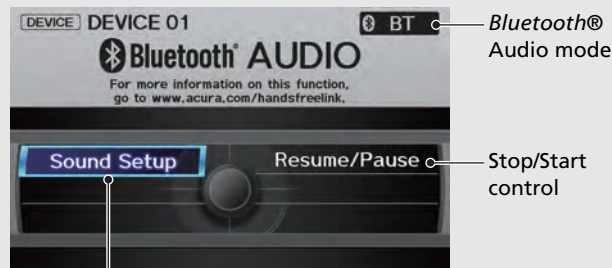 DEVICE DEVICE 01
BT
Bluetooth® AUDIO
For more information on this function,
go to www.acura.com/handsfreelink.
Sound Setup
Resume/Pause
Bluetooth®
Audio mode
Stop/Start
control